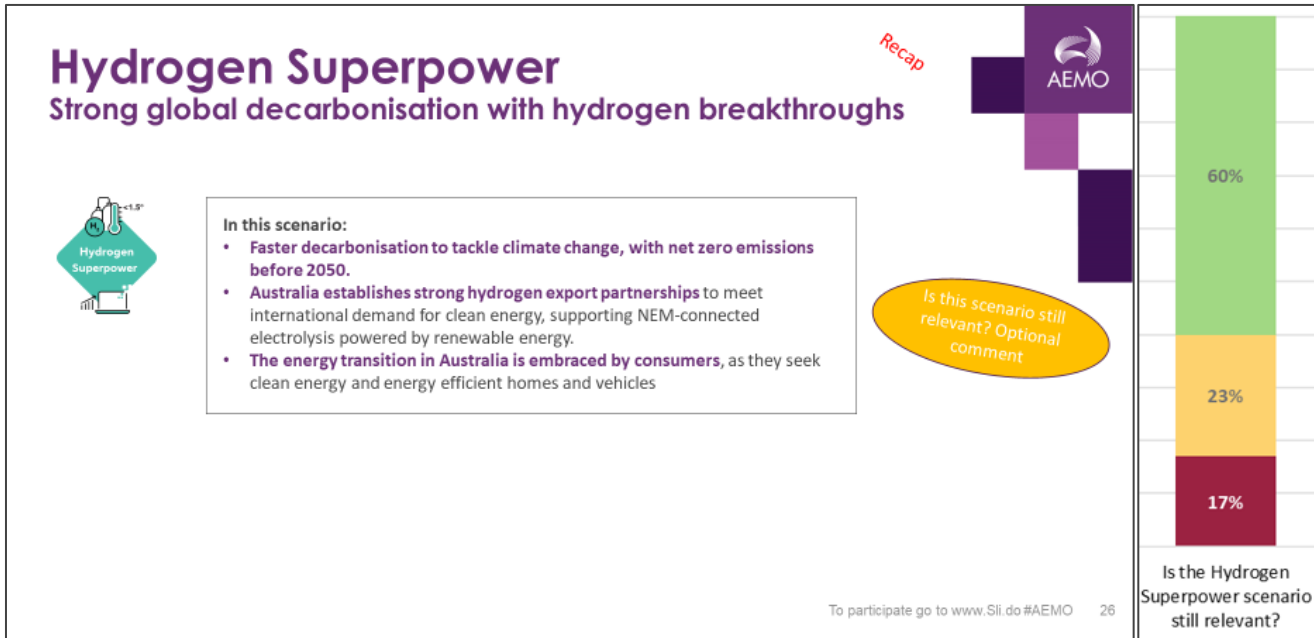 Hydrogen Superpower
Strong global decarbonisation with hydrogen breakthroughs
Recap
AEMO
<1.5°
H₂
Hydrogen
Superpower
In this scenario:
• Faster decarbonisation to tackle climate change, with net zero emissions
before 2050.
• Australia establishes strong hydrogen export partnerships to meet
international demand for clean energy, supporting NEM-connected
electrolysis powered by renewable energy.
• The energy transition in Australia is embraced by consumers, as they seek
clean energy and energy efficient homes and vehicles
Is this scenario still
relevant? Optional
comment
To participate go to www.Sli.do #AEMO 26
60%
23%
17%
Is the Hydrogen
Superpower scenario
still relevant?